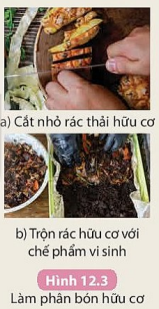 a) Cắt nhỏ rác thải hữu cơ
b) Trộn rác hữu cơ với
chế phẩm vi sinh
Hình 12.3
Làm phân bón hữu cơ